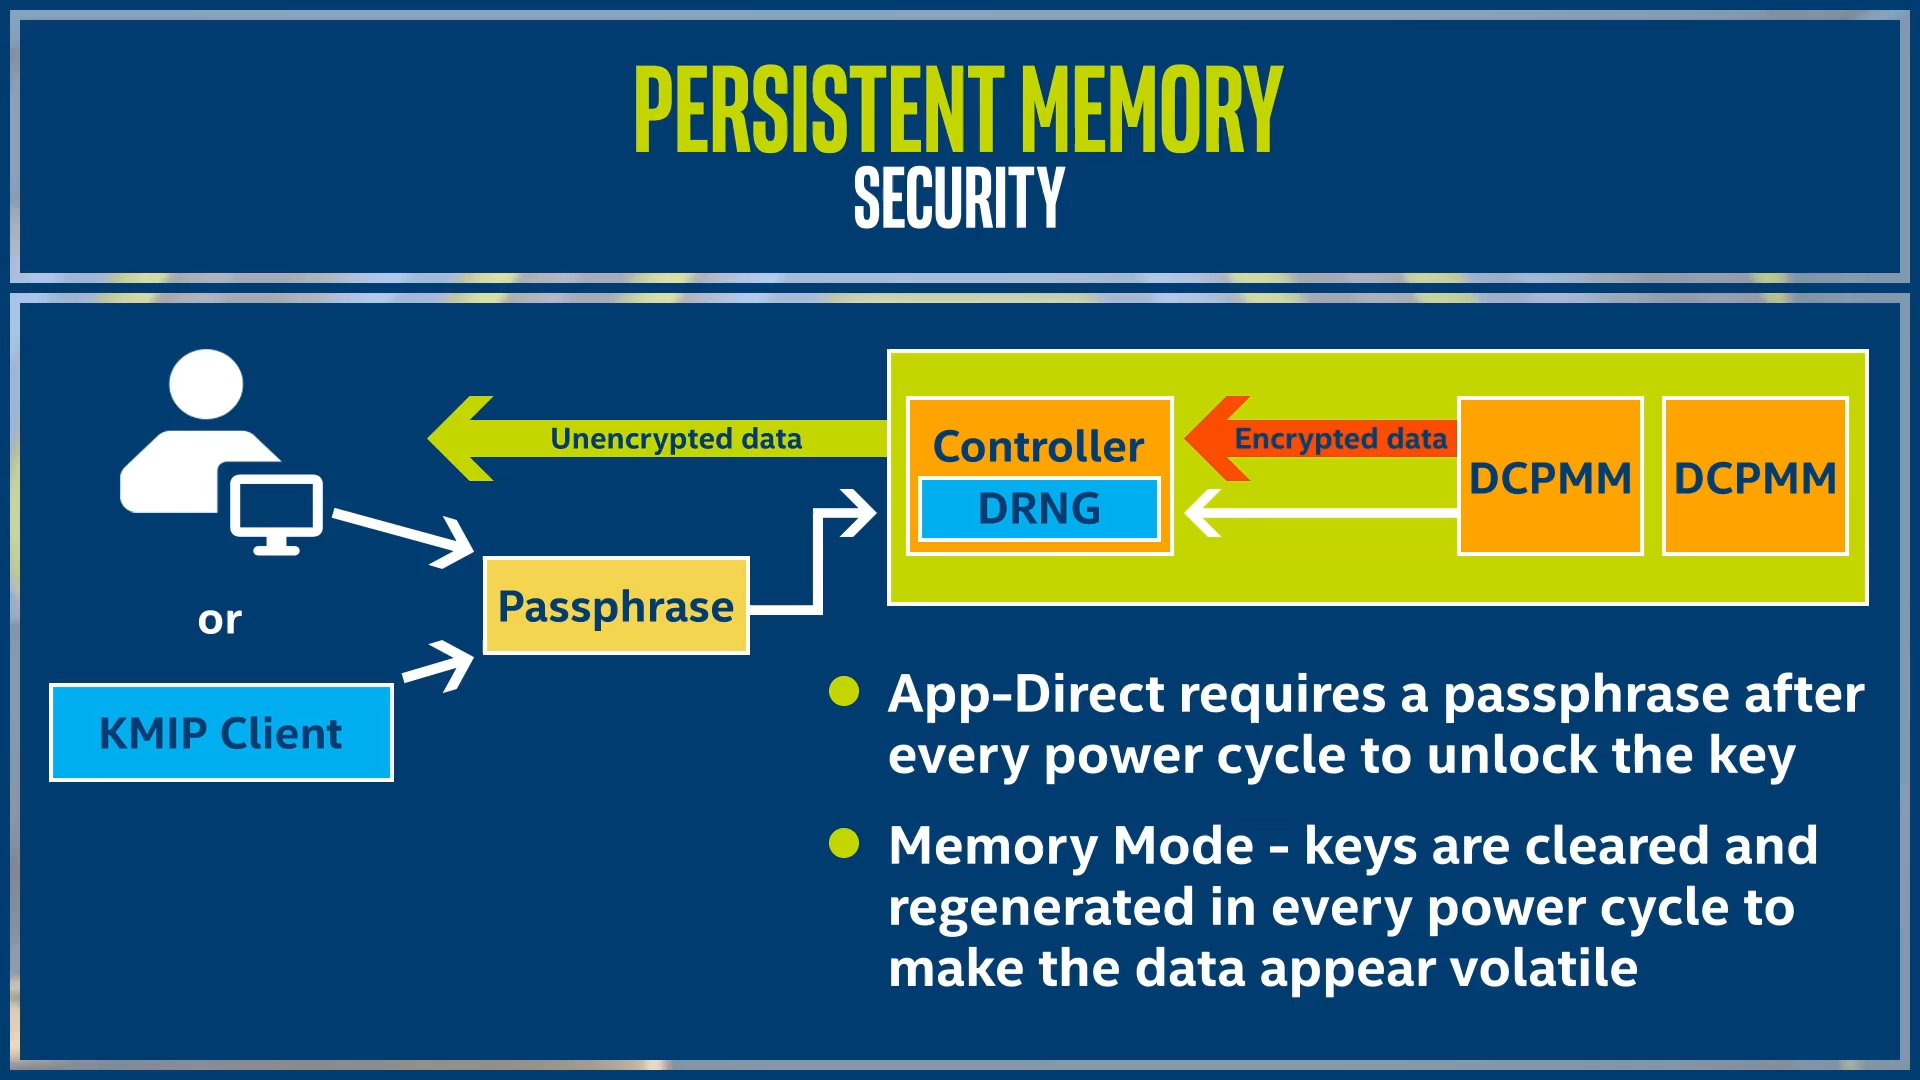 PERSISTENT MEMORY
SECURITY
Unencrypted data
Controller
DRNG
Encrypted data
DCPMM
DCPMM
Passphrase
or
KMIP Client
App-Direct requires a passphrase after
every power cycle to unlock the key
Memory Mode - keys are cleared and
regenerated in every power cycle to
make the data appear volatile